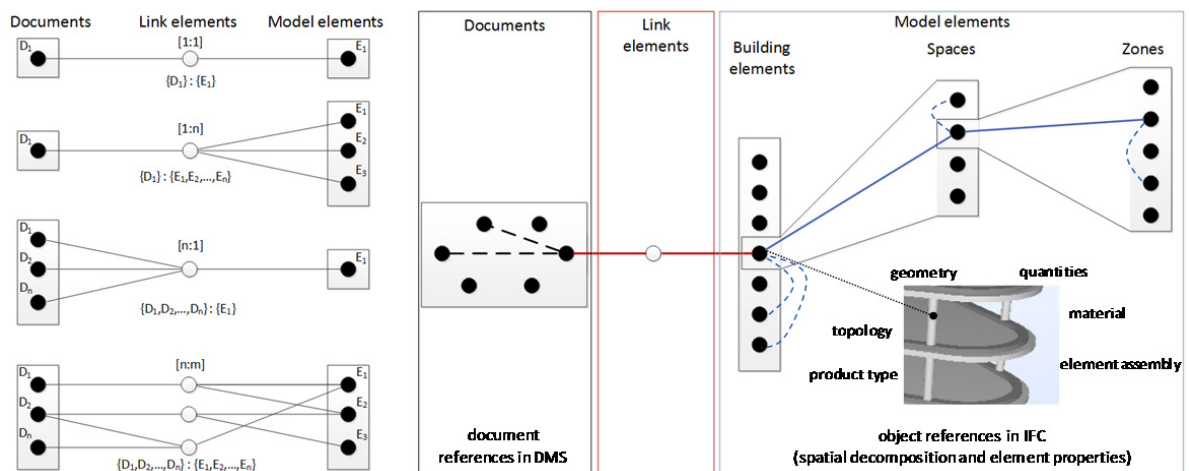 Documents Link elements Model elements
[1:1]
D1 E1
{D1} : {E1}
[1:n]
D1 E1
E2
E3
{D1} : {E1,E2,...,En}
[n:1]
D1
D2 E1
Dn
{D1,D2,...,Dn}: {E1}
[n:m]
D1 E1
D2 E2
Dn E3
{D1,D2,...,Dn} : {E1,E2,...,En}
Documents
document
references in DMS
Link
elements
Model elements
Building
elements
Spaces
Zones
geometry
quantities
material
topology
element assembly
product type
object references in IFC
(spatial decomposition and element properties)